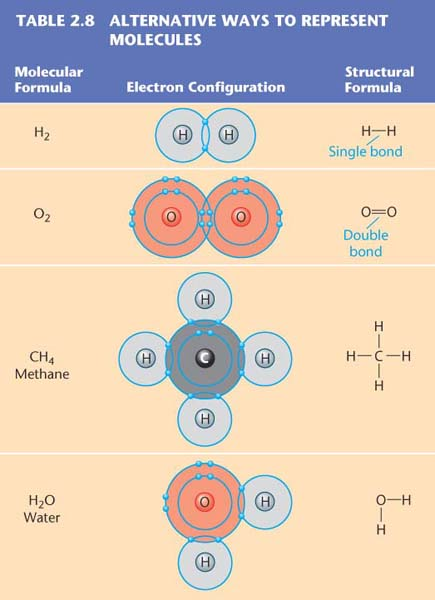 TABLE 2.8 ALTERNATIVE WAYS TO REPRESENT
MOLECULES
Molecular
Formula
Electron Configuration
Structural
Formula
H₂
H H
H—H
Single bond
O₂
O O
O=O
Double
bond
CH₄
Methane
H
H C H
H
H
H—C—H
H
H₂O
Water
O H
H
O—H
H